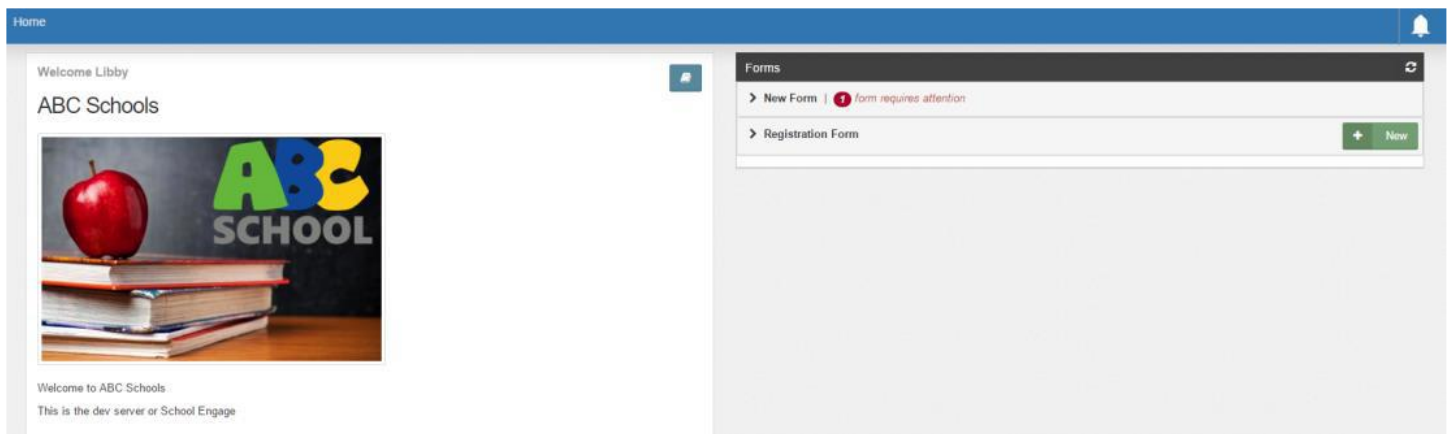 Home
Welcome Libby
ABC Schools
ABC
SCHOOL
Welcome to ABC Schools
This is the dev server or School Engage
Forms
New Form | 1 form requires attention
Registration Form
+ New